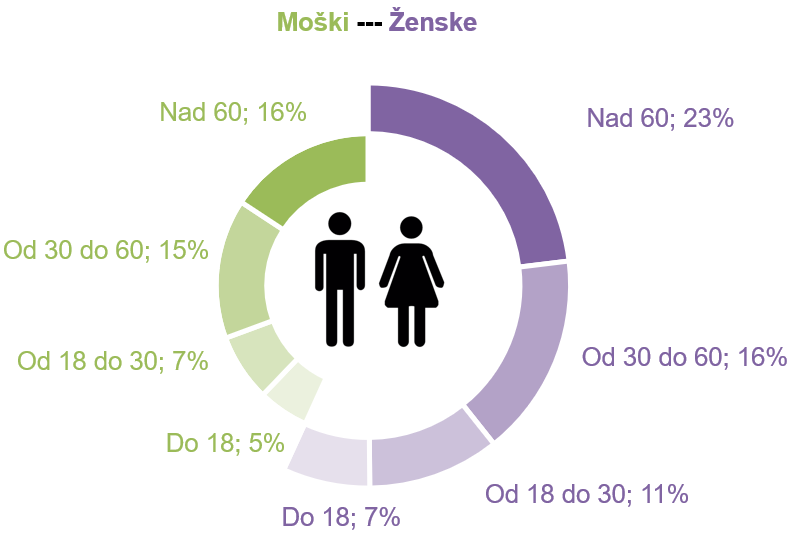 Moški --- Ženske
Nad 60; 16%
Nad 60; 23%
Od 30 do 60; 15%
Od 30 do 60; 16%
Od 18 do 30; 7%
Do 18; 5%
Od 18 do 30; 11%
Do 18; 7%